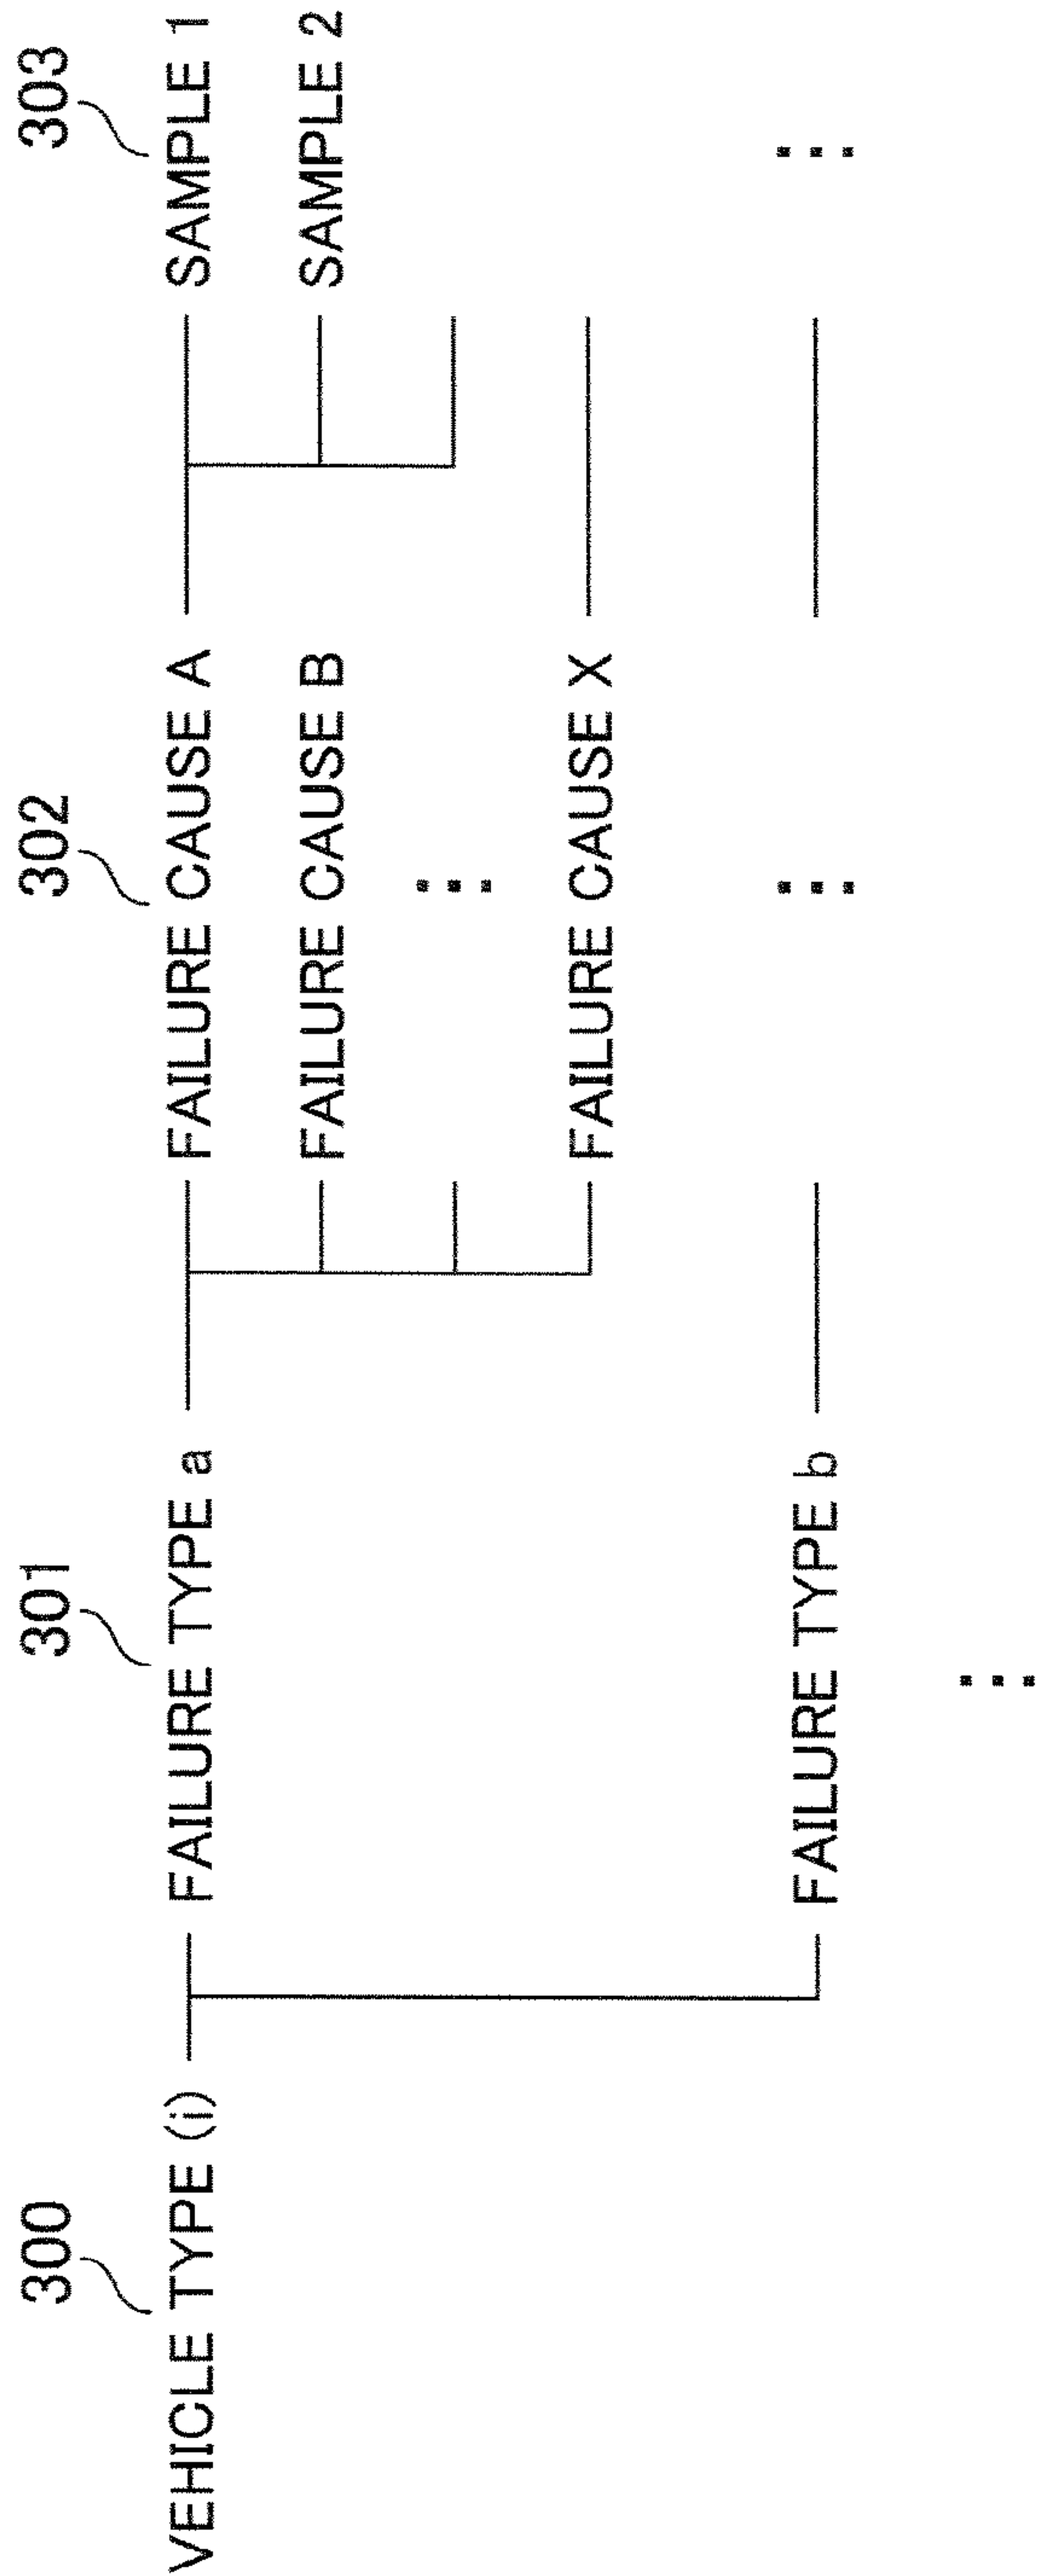 300
301
302
303
VEHICLE TYPE (i)
FAILURE TYPE a
FAILURE CAUSE A
SAMPLE 1
FAILURE CAUSE B
SAMPLE 2
...
FAILURE CAUSE X
FAILURE TYPE b
...
...
...